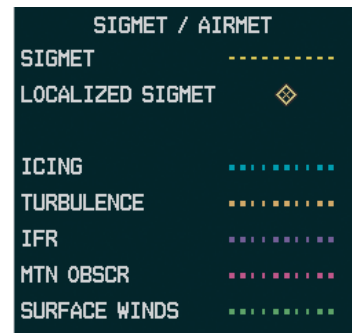 SIGMET / AIRMET
SIGMET
LOCALIZED SIGMET
ICING
TURBULENCE
IFR
MTN OBSCR
SURFACE WINDS